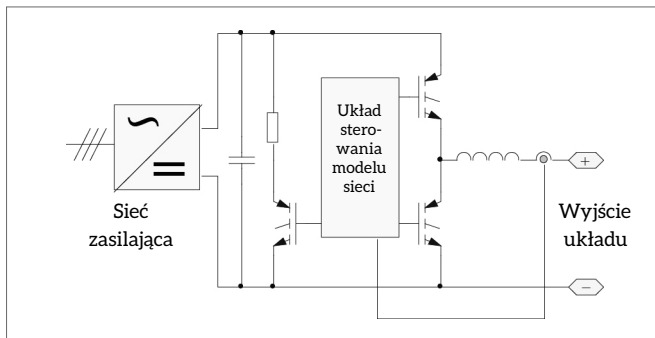 Układ
stero-
wania
modelu
sieci
+
Sieć
zasilająca
Wyjście
układu
−